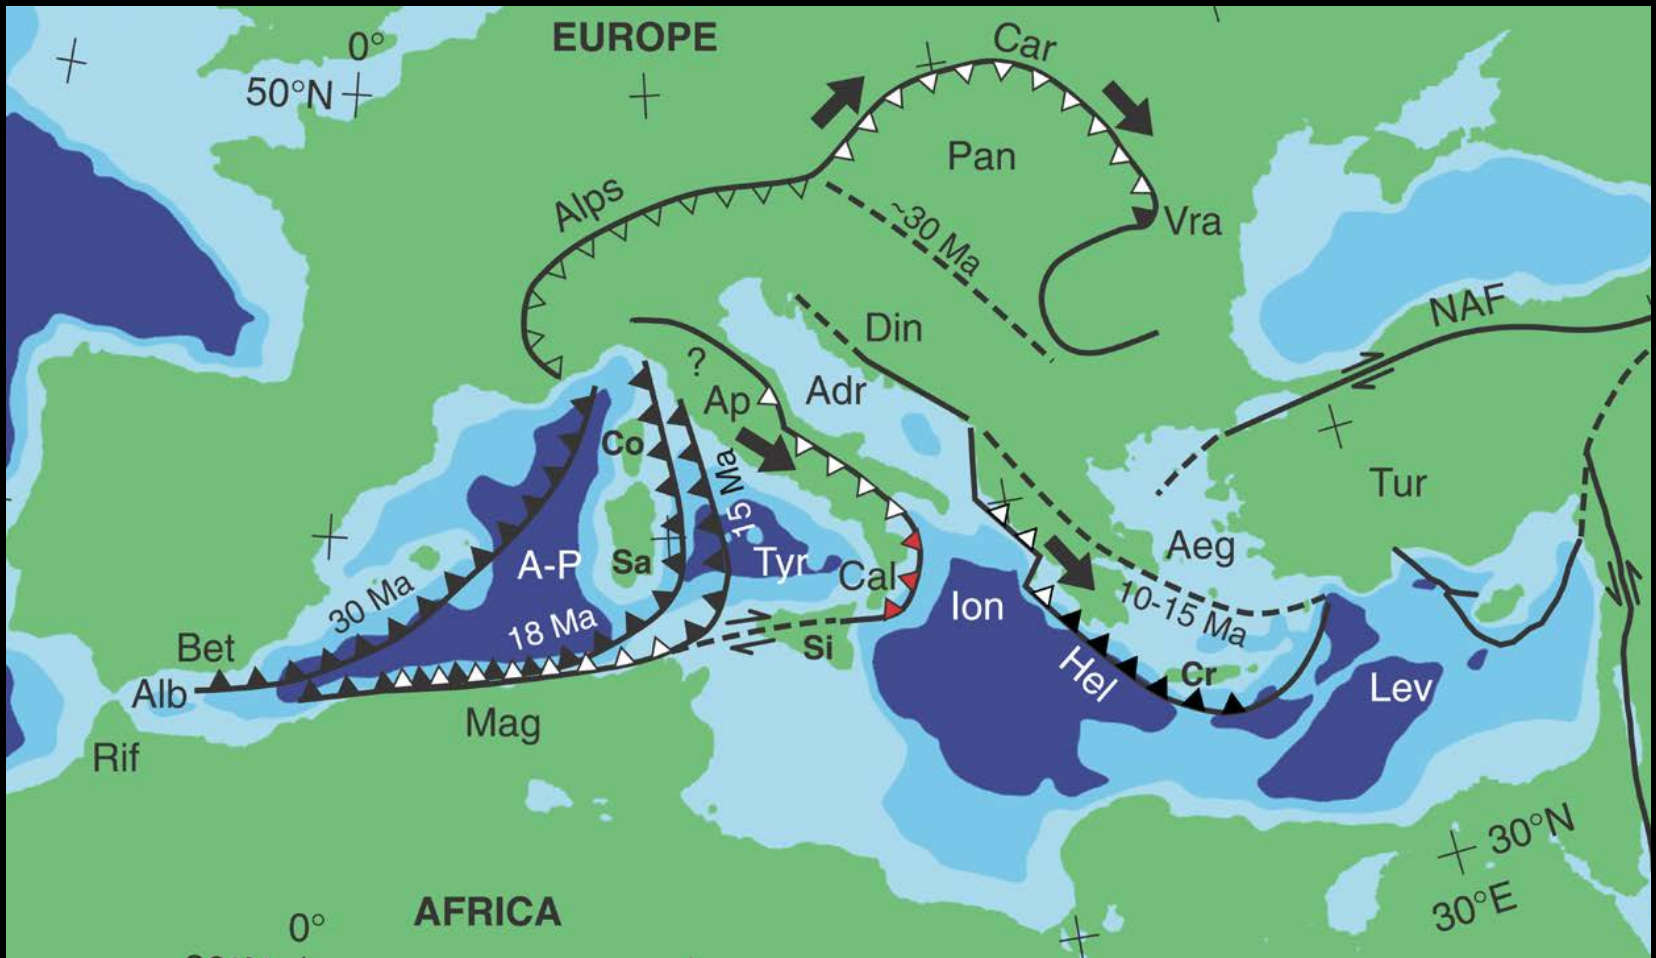 EUROPE
Car
0°
50°N
Pan
Alps
~30 Ma
Vra
NAF
Din
?
Ap
Adr
Co
15 Ma
Tur
Aeg
A-P
Sa
Tyr
Cal
30 Ma
Ion
10-15 Ma
18 Ma
Bet
Si
Alb
Hel
Cr
Lev
Mag
Rif
30°N
30°E
AFRICA
0°